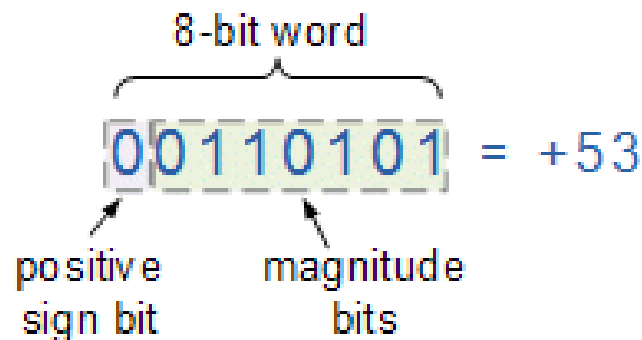 8-bit word
00110101 = +53
positive magnitude
sign bit bits